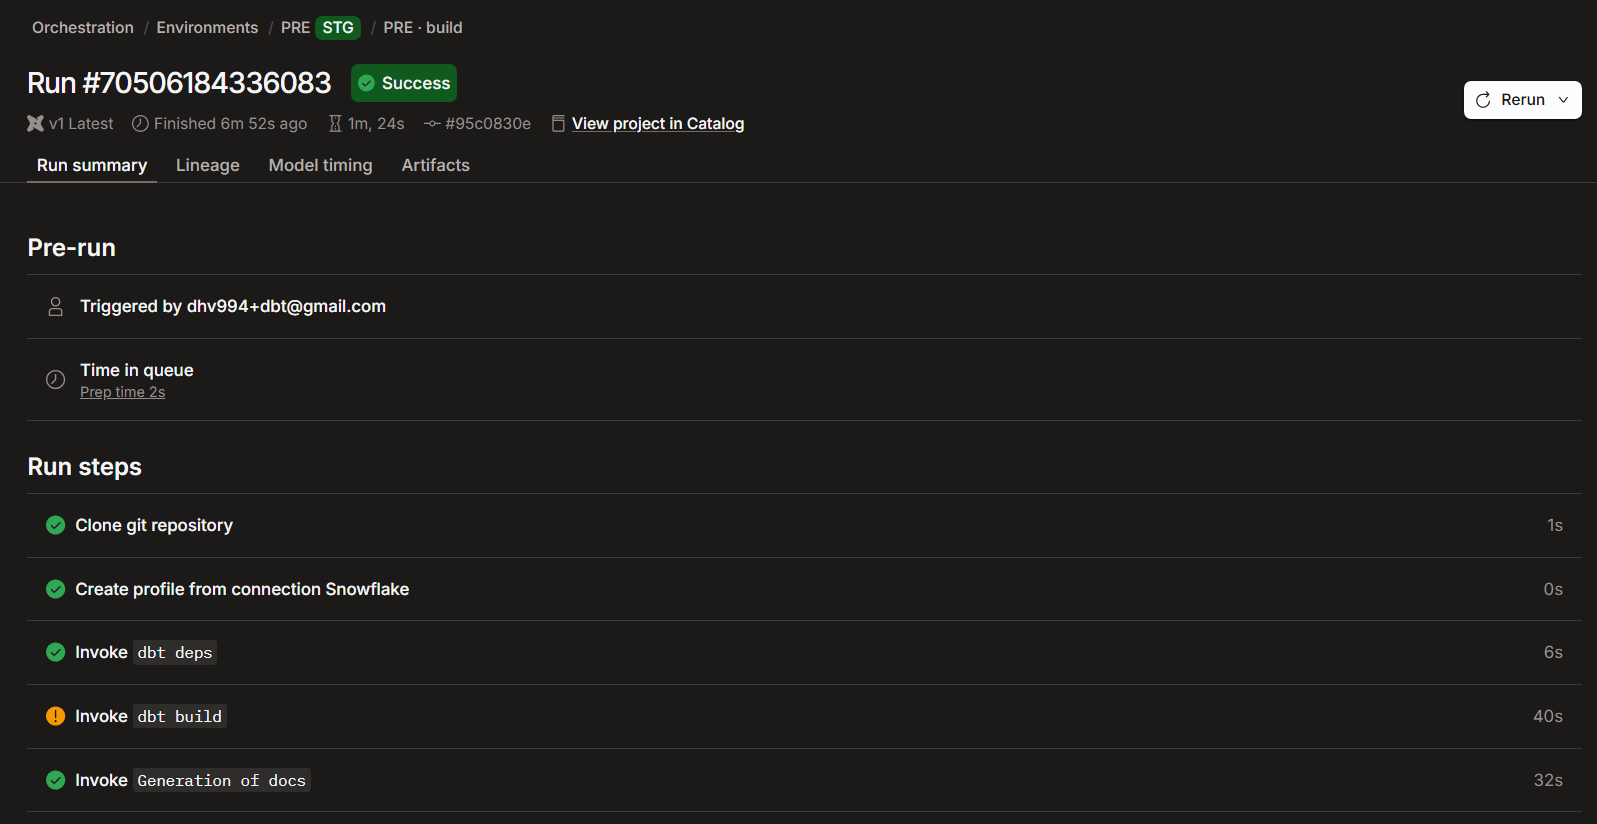 Orchestration / Environments / PRE STG / PRE · build
Run #70506184336083 Success
Rerun
v1 Latest Finished 6m 52s ago 1m, 24s #95c0830e View project in Catalog
Run summary Lineage Model timing Artifacts
Pre-run
Triggered by dhv994+dbt@gmail.com
Time in queue
Prep time 2s
Run steps
Clone git repository 1s
Create profile from connection Snowflake 0s
Invoke dbt deps 6s
Invoke dbt build 40s
Invoke Generation of docs 32s